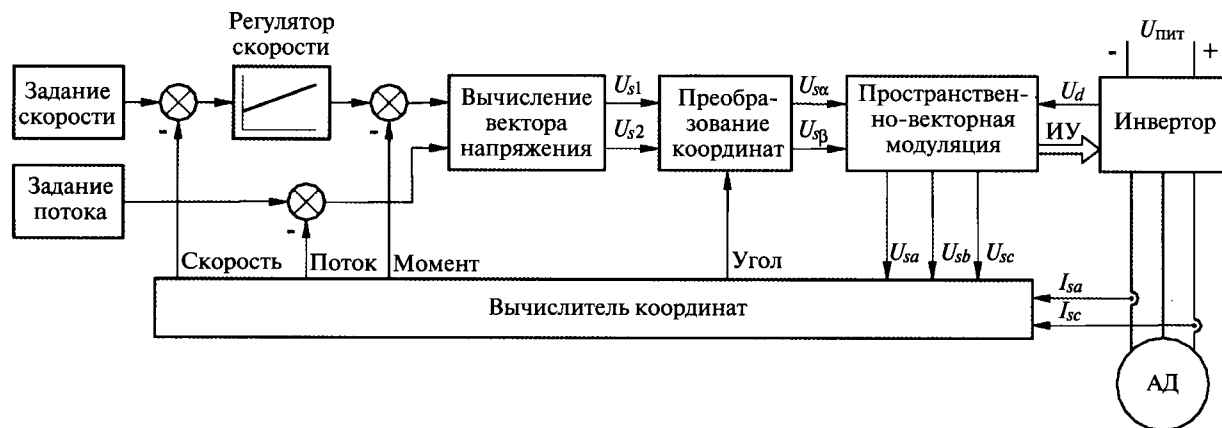 Регулятор
скорости
Uпит
- +
Задание
скорости
-
-
Вычисление
вектора
напряжения
Us1
Us2
Преобра-
зование
координат
Usα
Usβ
Пространствен-
но-векторная
модуляция
Ud
ИУ
Инвертор
Задание
потока
-
Скорость
Поток
Момент
Угол
Usa
Usb
Usc
Вычислитель координат
Isa
Isc
АД